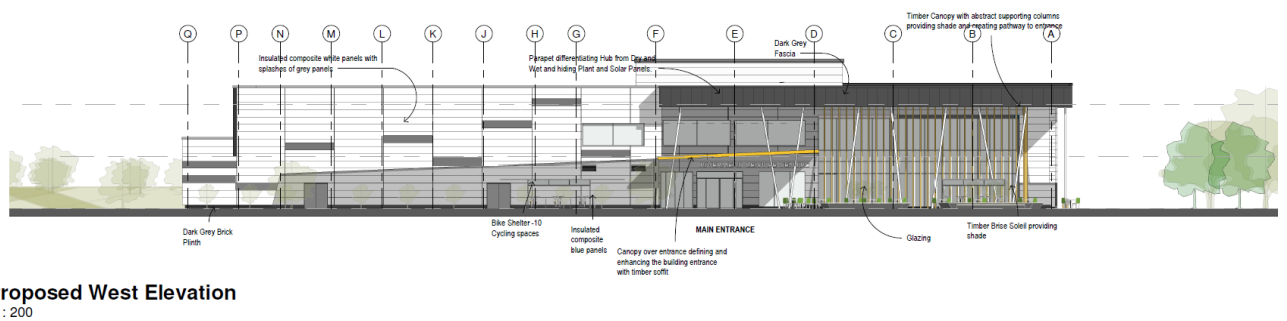 Timber Canopy with abstract supporting columns
providing shade and creating pathway to entrance
Q P N M L K J H G F E D C B A
Insulated composite white panels with
splashes of grey panels
Parapet differentiating Hub from Dry and
Wet and hiding Plant and Solar Panels.
Dark Grey
Fascia
Dark Grey Brick
Plinth
Bike Shelter -10
Cycling spaces
Insulated
composite
blue panels
MAIN ENTRANCE
Canopy over entrance defining and
enhancing the building entrance
with timber soffit
Glazing
Timber Brise Soleil providing
shade
roposed West Elevation
: 200